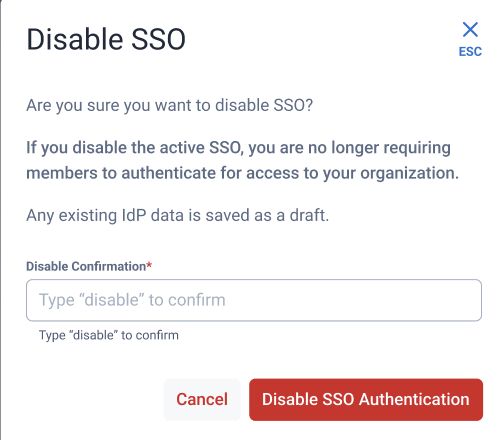 Disable SSO
ESC
Are you sure you want to disable SSO?
If you disable the active SSO, you are no longer requiring
members to authenticate for access to your organization.
Any existing IdP data is saved as a draft.
Disable Confirmation*
Type “disable” to confirm
Type “disable” to confirm
Cancel
Disable SSO Authentication